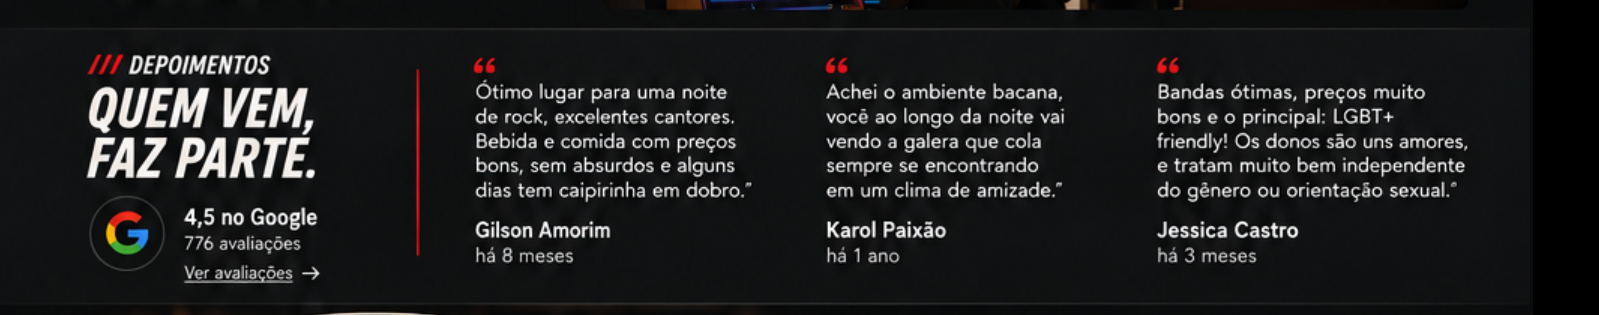 /// DEPOIMENTOS
QUEM VEM,
FAZ PARTE.
G
4,5 no Google
776 avaliações
Ver avaliações →
“
Ótimo lugar para uma noite
de rock, excelentes cantores.
Bebida e comida com preços
bons, sem absurdos e alguns
dias tem caipirinha em dobro.”
Gilson Amorim
há 8 meses
“
Achei o ambiente bacana,
você ao longo da noite vai
vendo a galera que cola
sempre se encontrando
em um clima de amizade.”
Karol Paixão
há 1 ano
“
Bandas ótimas, preços muito
bons e o principal: LGBT+
friendly! Os donos são uns amores,
e tratam muito bem independente
do gênero ou orientação sexual.”
Jessica Castro
há 3 meses